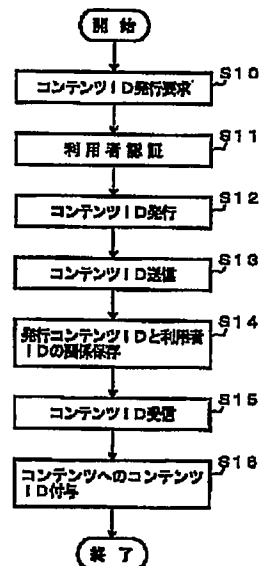 開始
S10
コンテンツID発行要求
S11
利用者認証
S12
コンテンツID発行
S13
コンテンツID送信
S14
発行コンテンツIDと利用者
IDの関係保存
S15
コンテンツID受信
S16
コンテンツへのコンテンツ
ID付与
終了